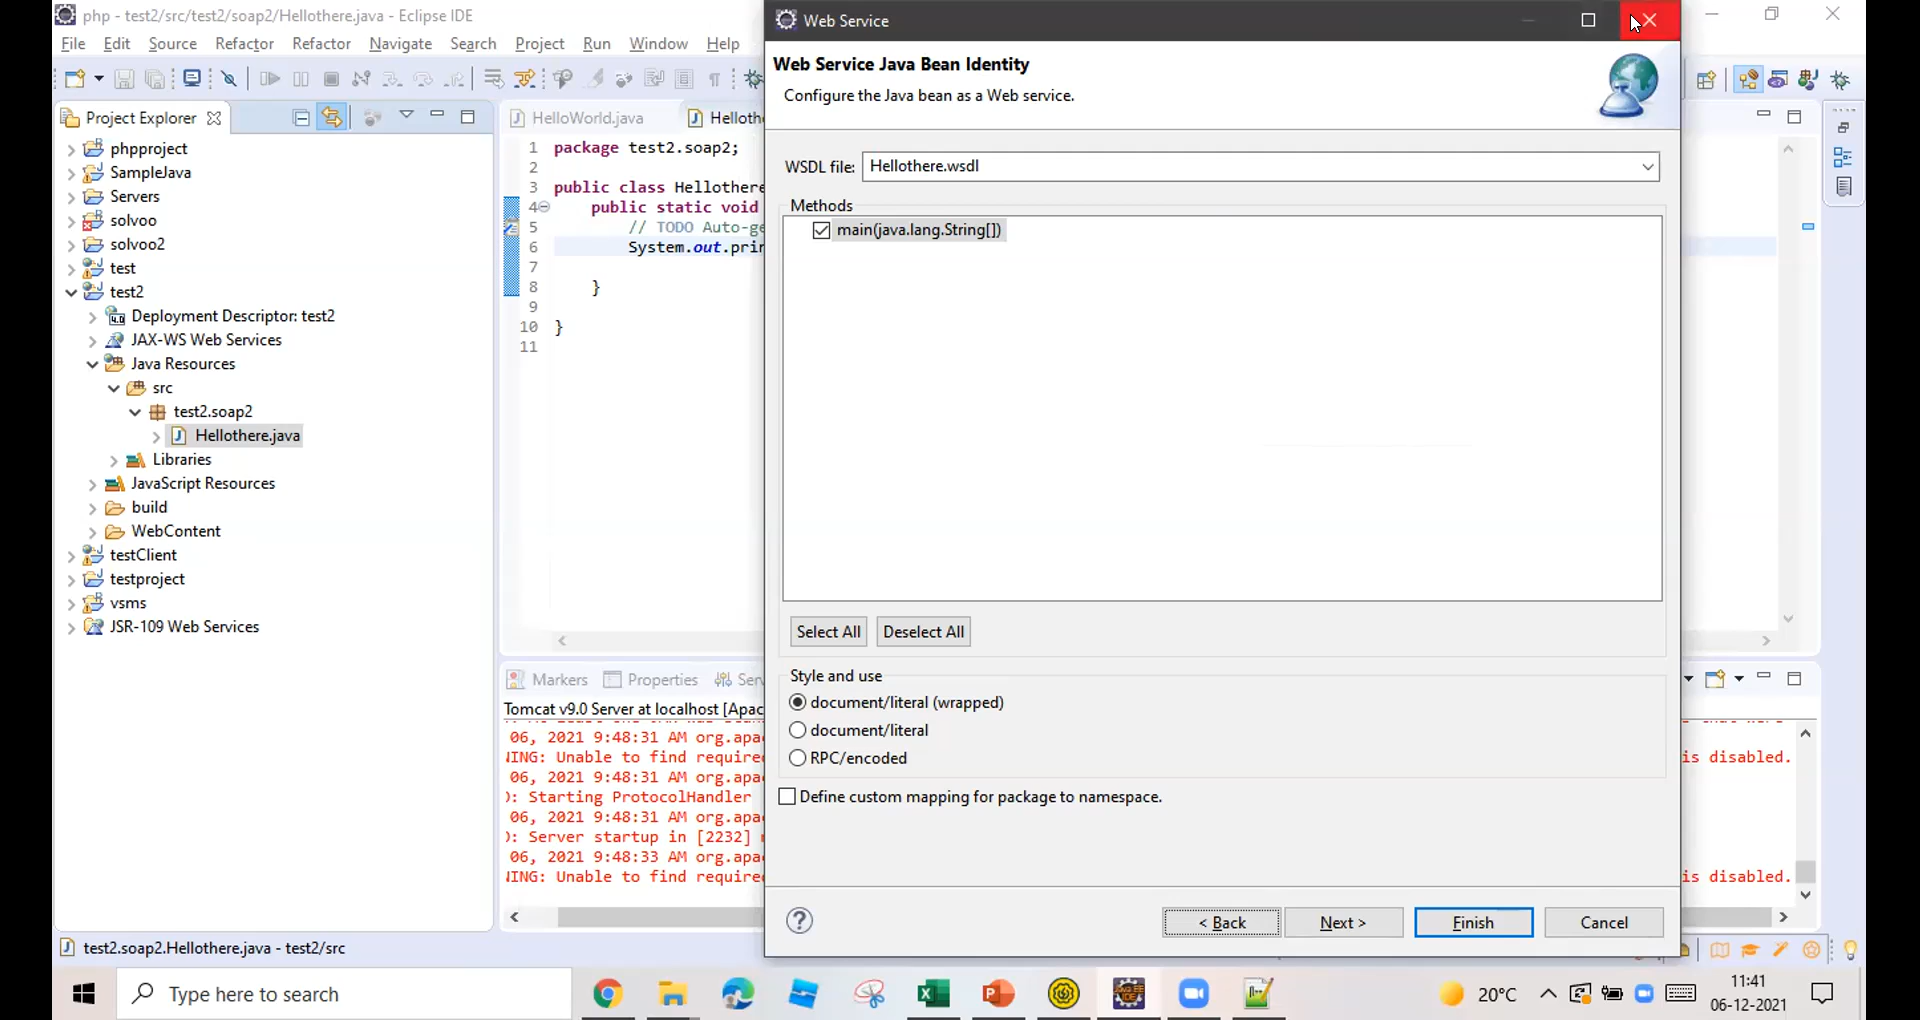 php - test2/src/test2/soap2/Hellothere.java - Eclipse IDE
File Edit Source Refactor Refactor Navigate Search Project Run Window Help
Project Explorer
phpproject
SampleJava
Servers
solvoo
solvoo2
test
test2
Deployment Descriptor: test2
JAX-WS Web Services
Java Resources
src
test2.soap2
Hellothere.java
Libraries
JavaScript Resources
build
WebContent
testClient
testproject
vsms
JSR-109 Web Services
HelloWorld.java Helloth
1 package test2.soap2;
2
3 public class Hellothere
4 public static void
5 // TODO Auto-ge
6 System.out.prin
7
8 }
9
10 }
11
Markers Properties Serv
Tomcat v9.0 Server at localhost [Apac
06, 2021 9:48:31 AM org.apa
NING: Unable to find require is disabled.
06, 2021 9:48:31 AM org.apa
): Starting ProtocolHandler
06, 2021 9:48:31 AM org.apa
): Server startup in [2232]
06, 2021 9:48:33 AM org.apa
NING: Unable to find require is disabled.
Web Service
Web Service Java Bean Identity
Configure the Java bean as a Web service.
WSDL file: Hellothere.wsdl
Methods
main(java.lang.String[])
Select All Deselect All
Style and use
document/literal (wrapped)
document/literal
RPC/encoded
Define custom mapping for package to namespace.
< Back Next > Finish Cancel
test2.soap2.Hellothere.java - test2/src
Type here to search
20°C
11:41
06-12-2021